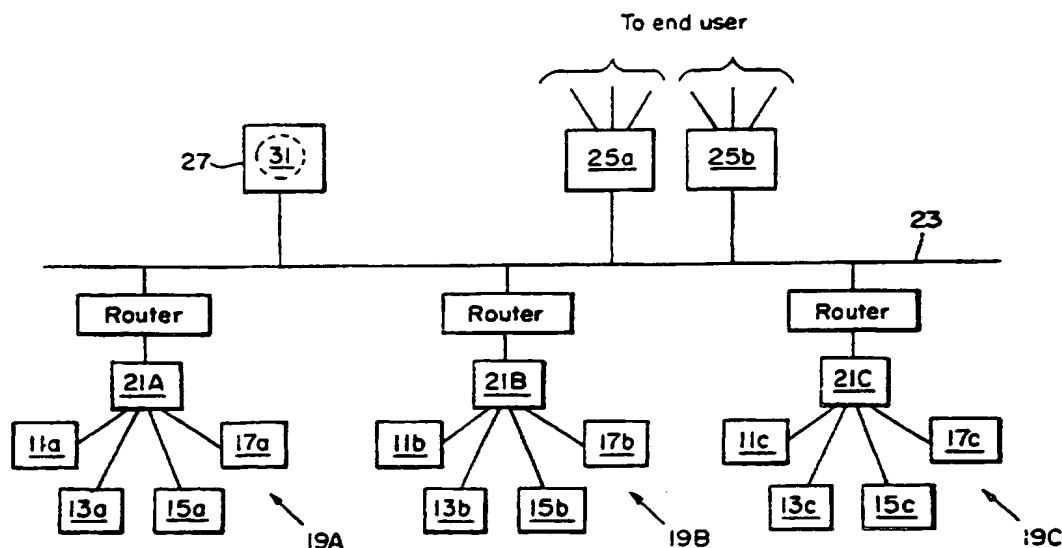 To end user
27
31
25a
25b
23
Router
Router
Router
21A
21B
21C
11a
17a
11b
17b
11c
17c
13a
15a
13b
15b
13c
15c
19A
19B
19C